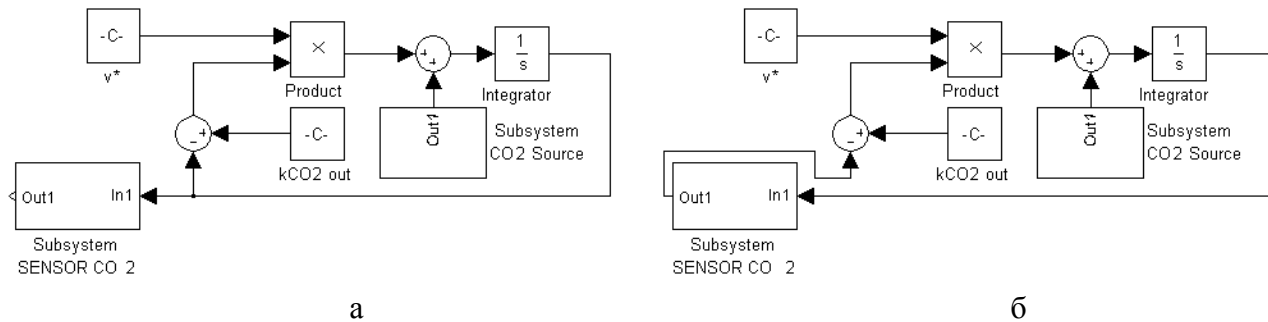 -C-
v*
×
Product
+
+
1
s
Integrator
-
+
-C-
kCO2 out
Out1
Subsystem
CO2 Source
Out1
In1
Subsystem
SENSOR CO 2
а
-C-
v*
×
Product
+
+
1
s
Integrator
-
+
-C-
kCO2 out
Out1
Subsystem
CO2 Source
Out1
In1
Subsystem
SENSOR CO 2
б